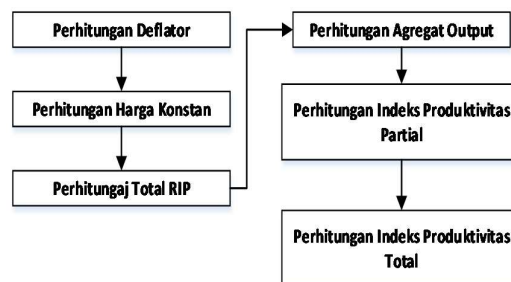 Perhitungan Deflator
Perhitungan Harga Konstan
Perhitungaj Total RIP
Perhitungan Agregat Output
Perhitungan Indeks Produktivitas
Partial
Perhitungan Indeks Produktivitas
Total